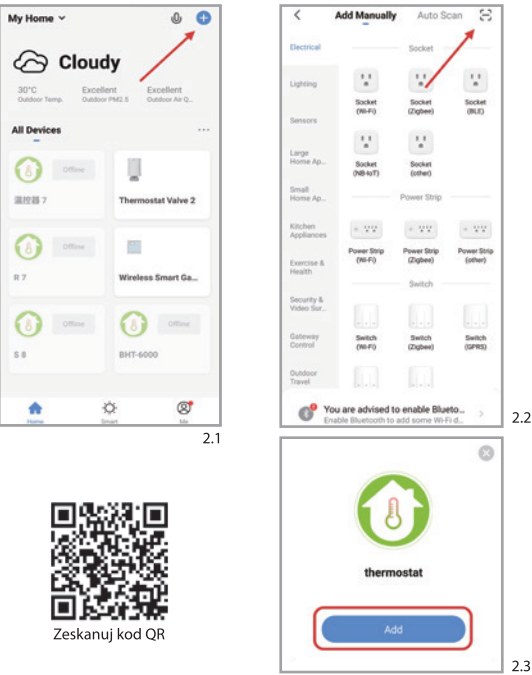 My Home
Cloudy
30°C
Excellent
Excellent
Outdoor Temp.
Outdoor PM2.5
Outdoor Air Q...
All Devices
Offline
温控器 7
Thermostat Valve 2
Offline
R 7
Wireless Smart Ga...
Offline
Offline
S 8
BHT-6000
Home
Smart
Me
2.1
Add Manually
Auto Scan
Electrical
Lighting
Sensors
Large
Home Ap...
Small
Home Ap...
Kitchen
Appliances
Exercise &
Health
Security &
Video Sur...
Gateway
Control
Outdoor
Travel
Socket
Socket
(Wi-Fi)
Socket
(Zigbee)
Socket
(BLE)
Socket
(NB-IoT)
Socket
(other)
Power Strip
Power Strip
(Wi-Fi)
Power Strip
(Zigbee)
Power Strip
(other)
Switch
Switch
(Wi-Fi)
Switch
(Zigbee)
Switch
(GPRS)
You are advised to enable Blueto...
Enable Bluetooth to add some Wi-Fi d...
2.2
Zeskanuj kod QR
thermostat
Add
2.3